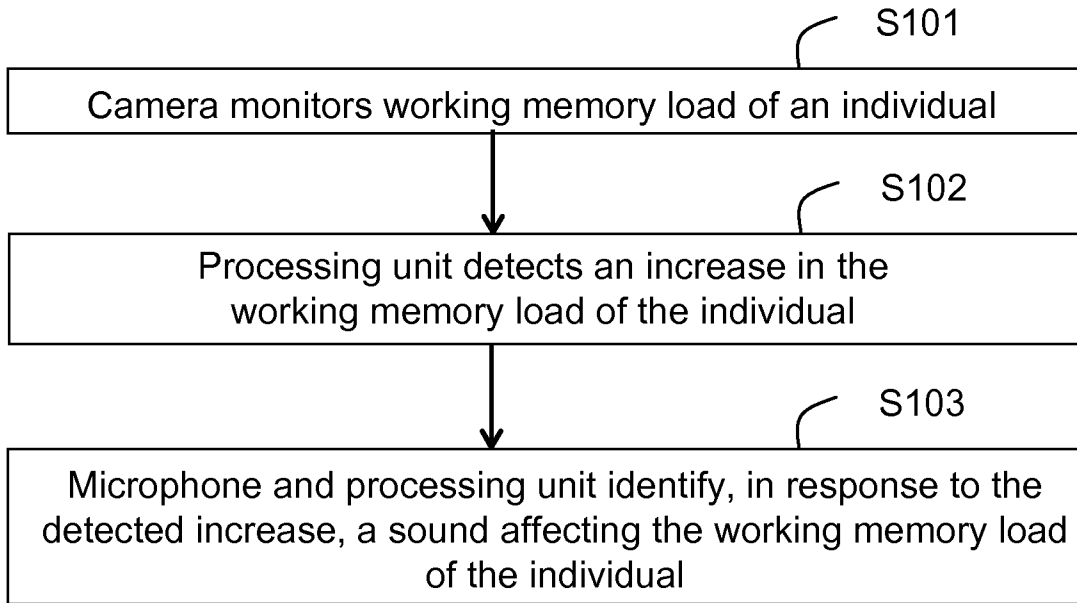 S101
Camera monitors working memory load of an individual
S102
Processing unit detects an increase in the
working memory load of the individual
S103
Microphone and processing unit identify, in response to the
detected increase, a sound affecting the working memory load
of the individual